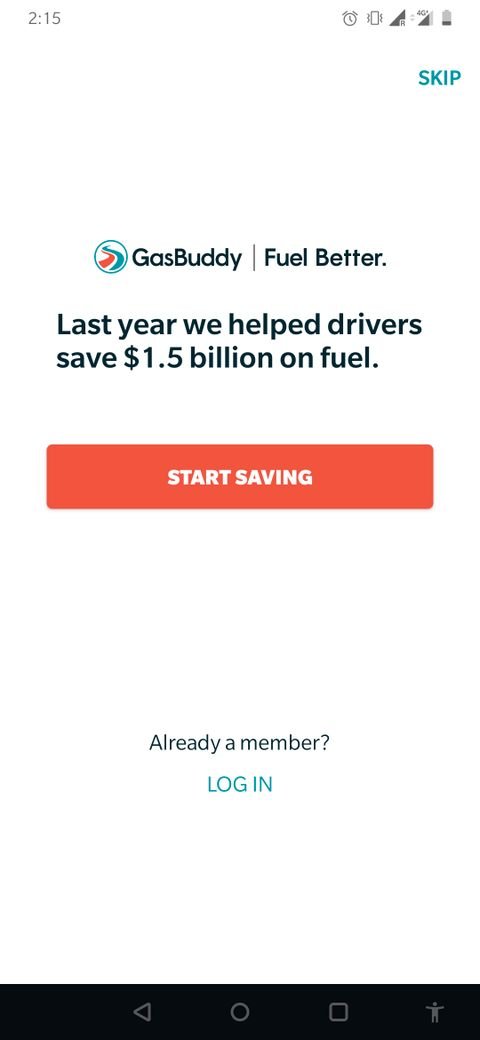 2:15
4G+
R
SKIP
GasBuddy | Fuel Better.
Last year we helped drivers
save $1.5 billion on fuel.
START SAVING
Already a member?
LOG IN